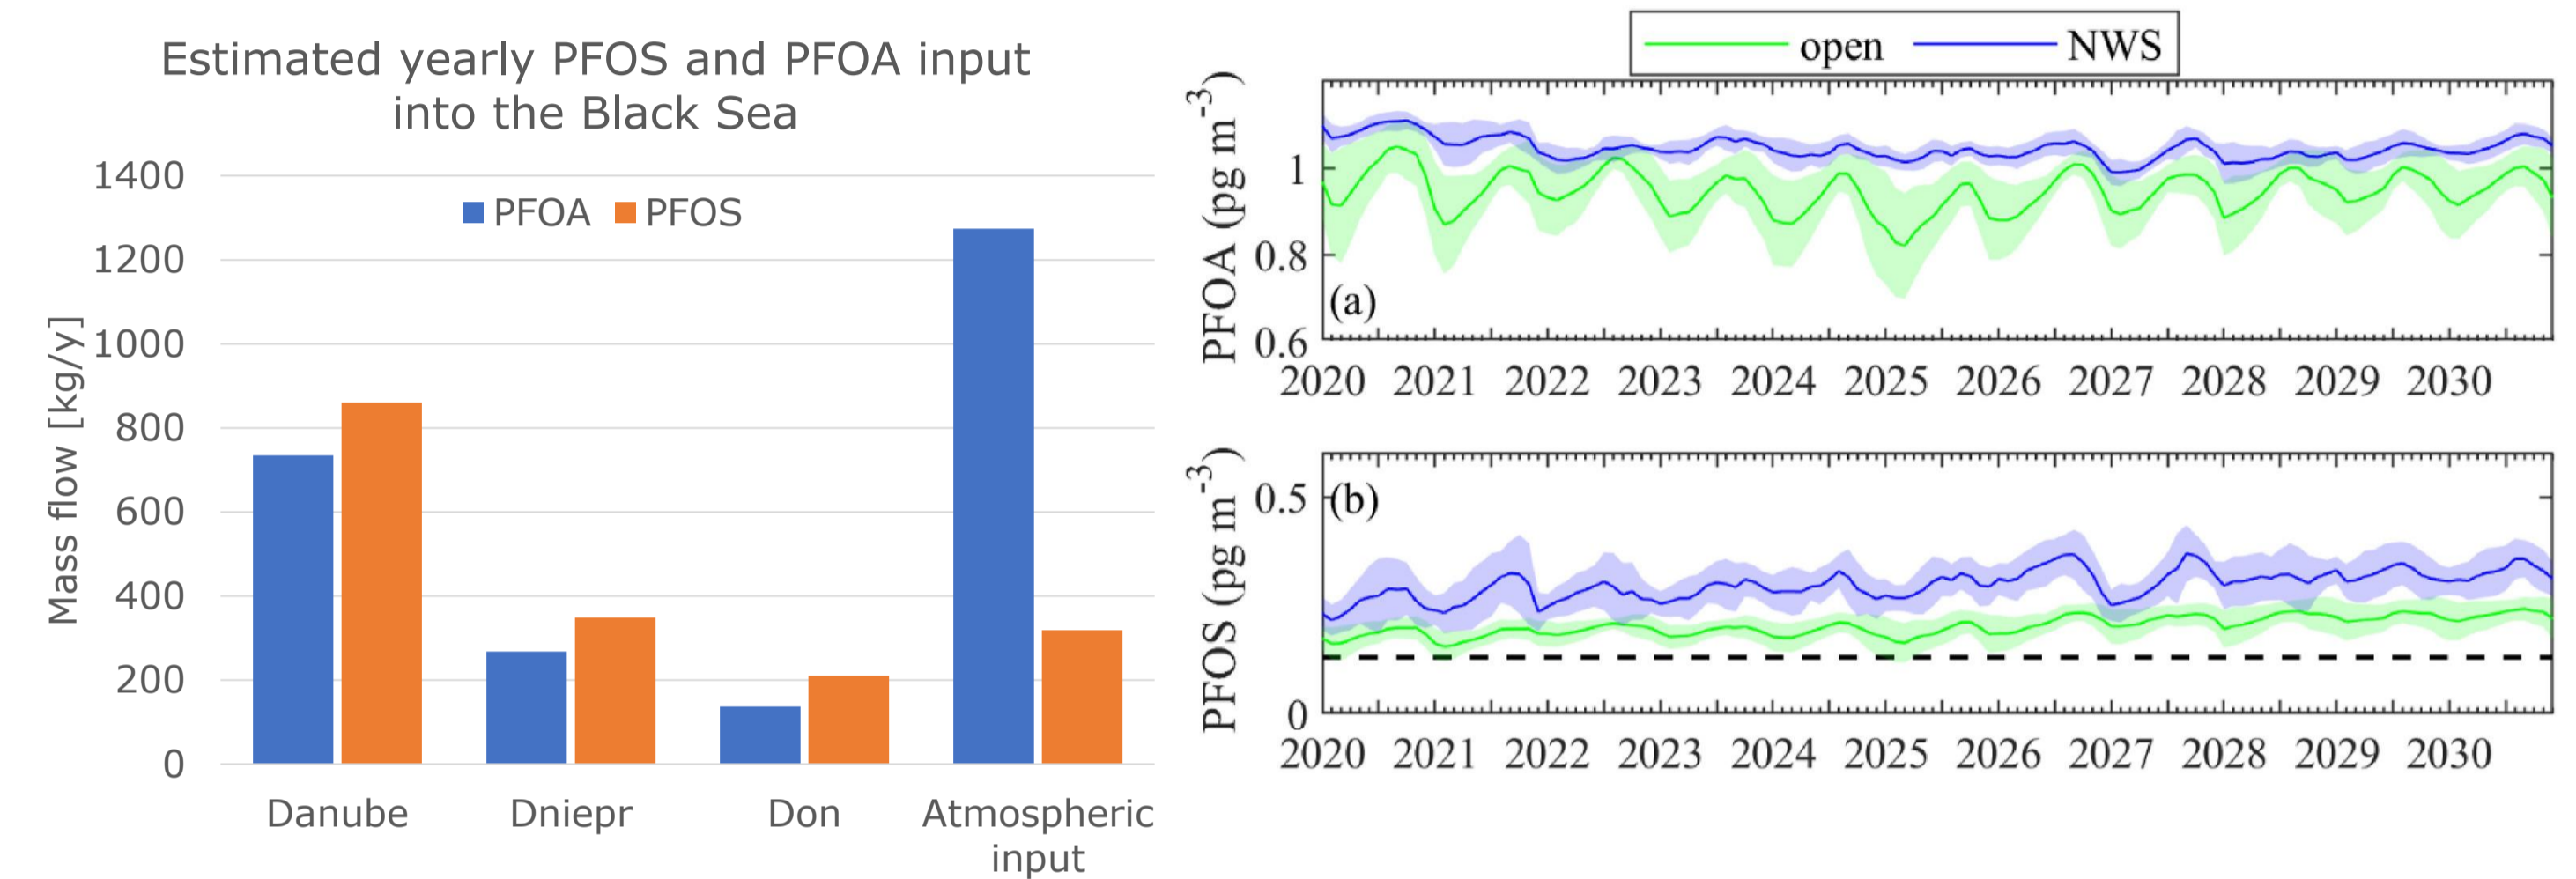 Estimated yearly PFOS and PFOA input
into the Black Sea
Mass flow [kg/y]
1400
1200
1000
800
600
400
200
0
PFOA PFOS
Danube Dniepr Don Atmospheric
input
open NWS
PFOA (pg m-3)
1
0.8
0.6
(a)
2020 2021 2022 2023 2024 2025 2026 2027 2028 2029 2030
PFOS (pg m-3)
0.5
0
(b)
2020 2021 2022 2023 2024 2025 2026 2027 2028 2029 2030